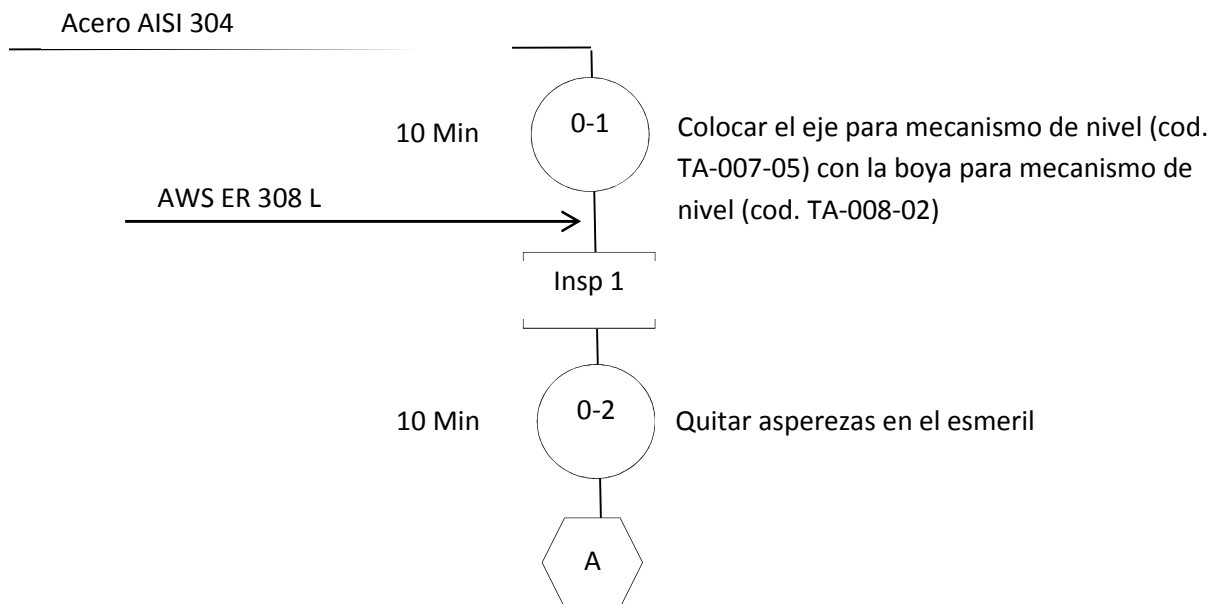 Acero AISI 304
0-1
10 Min
Colocar el eje para mecanismo de nivel (cod.
TA-007-05) con la boya para mecanismo de
nivel (cod. TA-008-02)
AWS ER 308 L
Insp 1
0-2
10 Min
Quitar asperezas en el esmeril
A